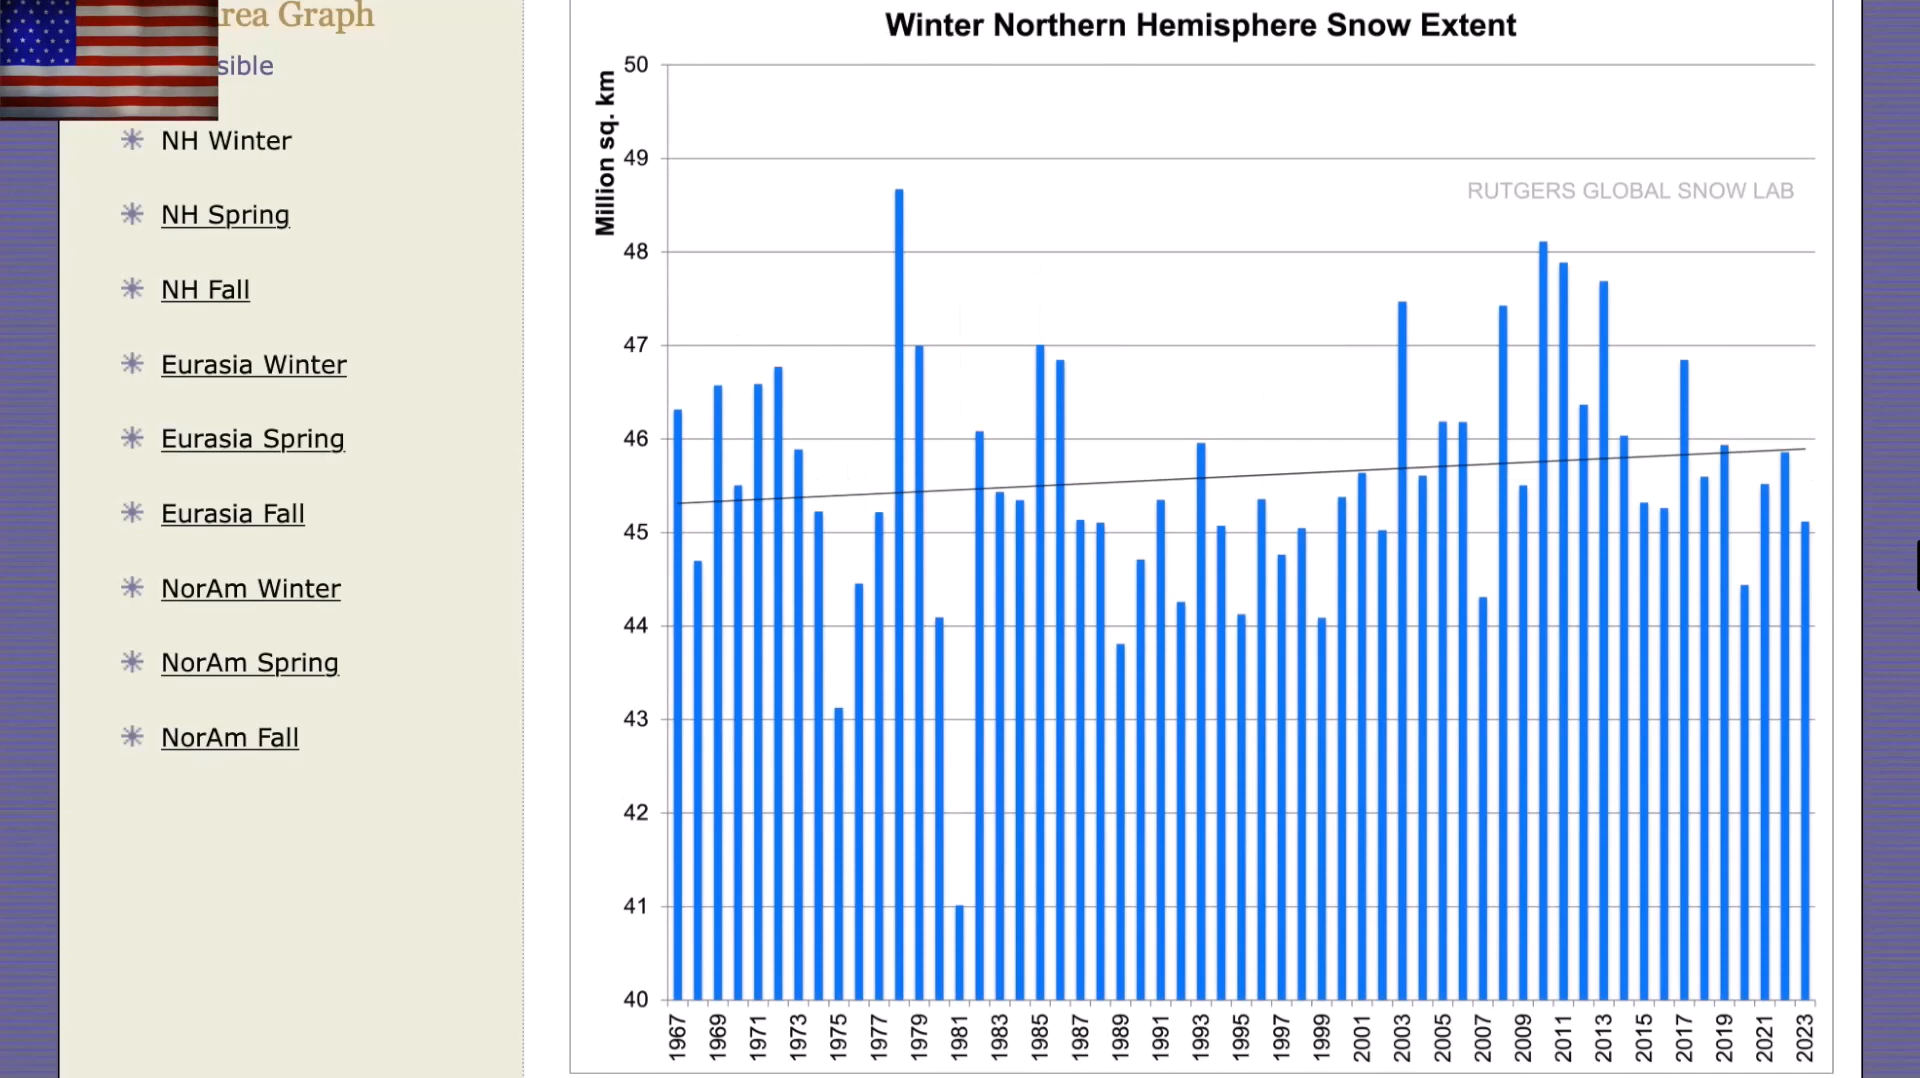 rea Graph
sible
NH Winter
NH Spring
NH Fall
Eurasia Winter
Eurasia Spring
Eurasia Fall
NorAm Winter
NorAm Spring
NorAm Fall
Winter Northern Hemisphere Snow Extent
Million sq. km
RUTGERS GLOBAL SNOW LAB
50
49
48
47
46
45
44
43
42
41
40
1967 1969 1971 1973 1975 1977 1979 1981 1983 1985 1987 1989 1991 1993 1995 1997 1999 2001 2003 2005 2007 2009 2011 2013 2015 2017 2019 2021 2023